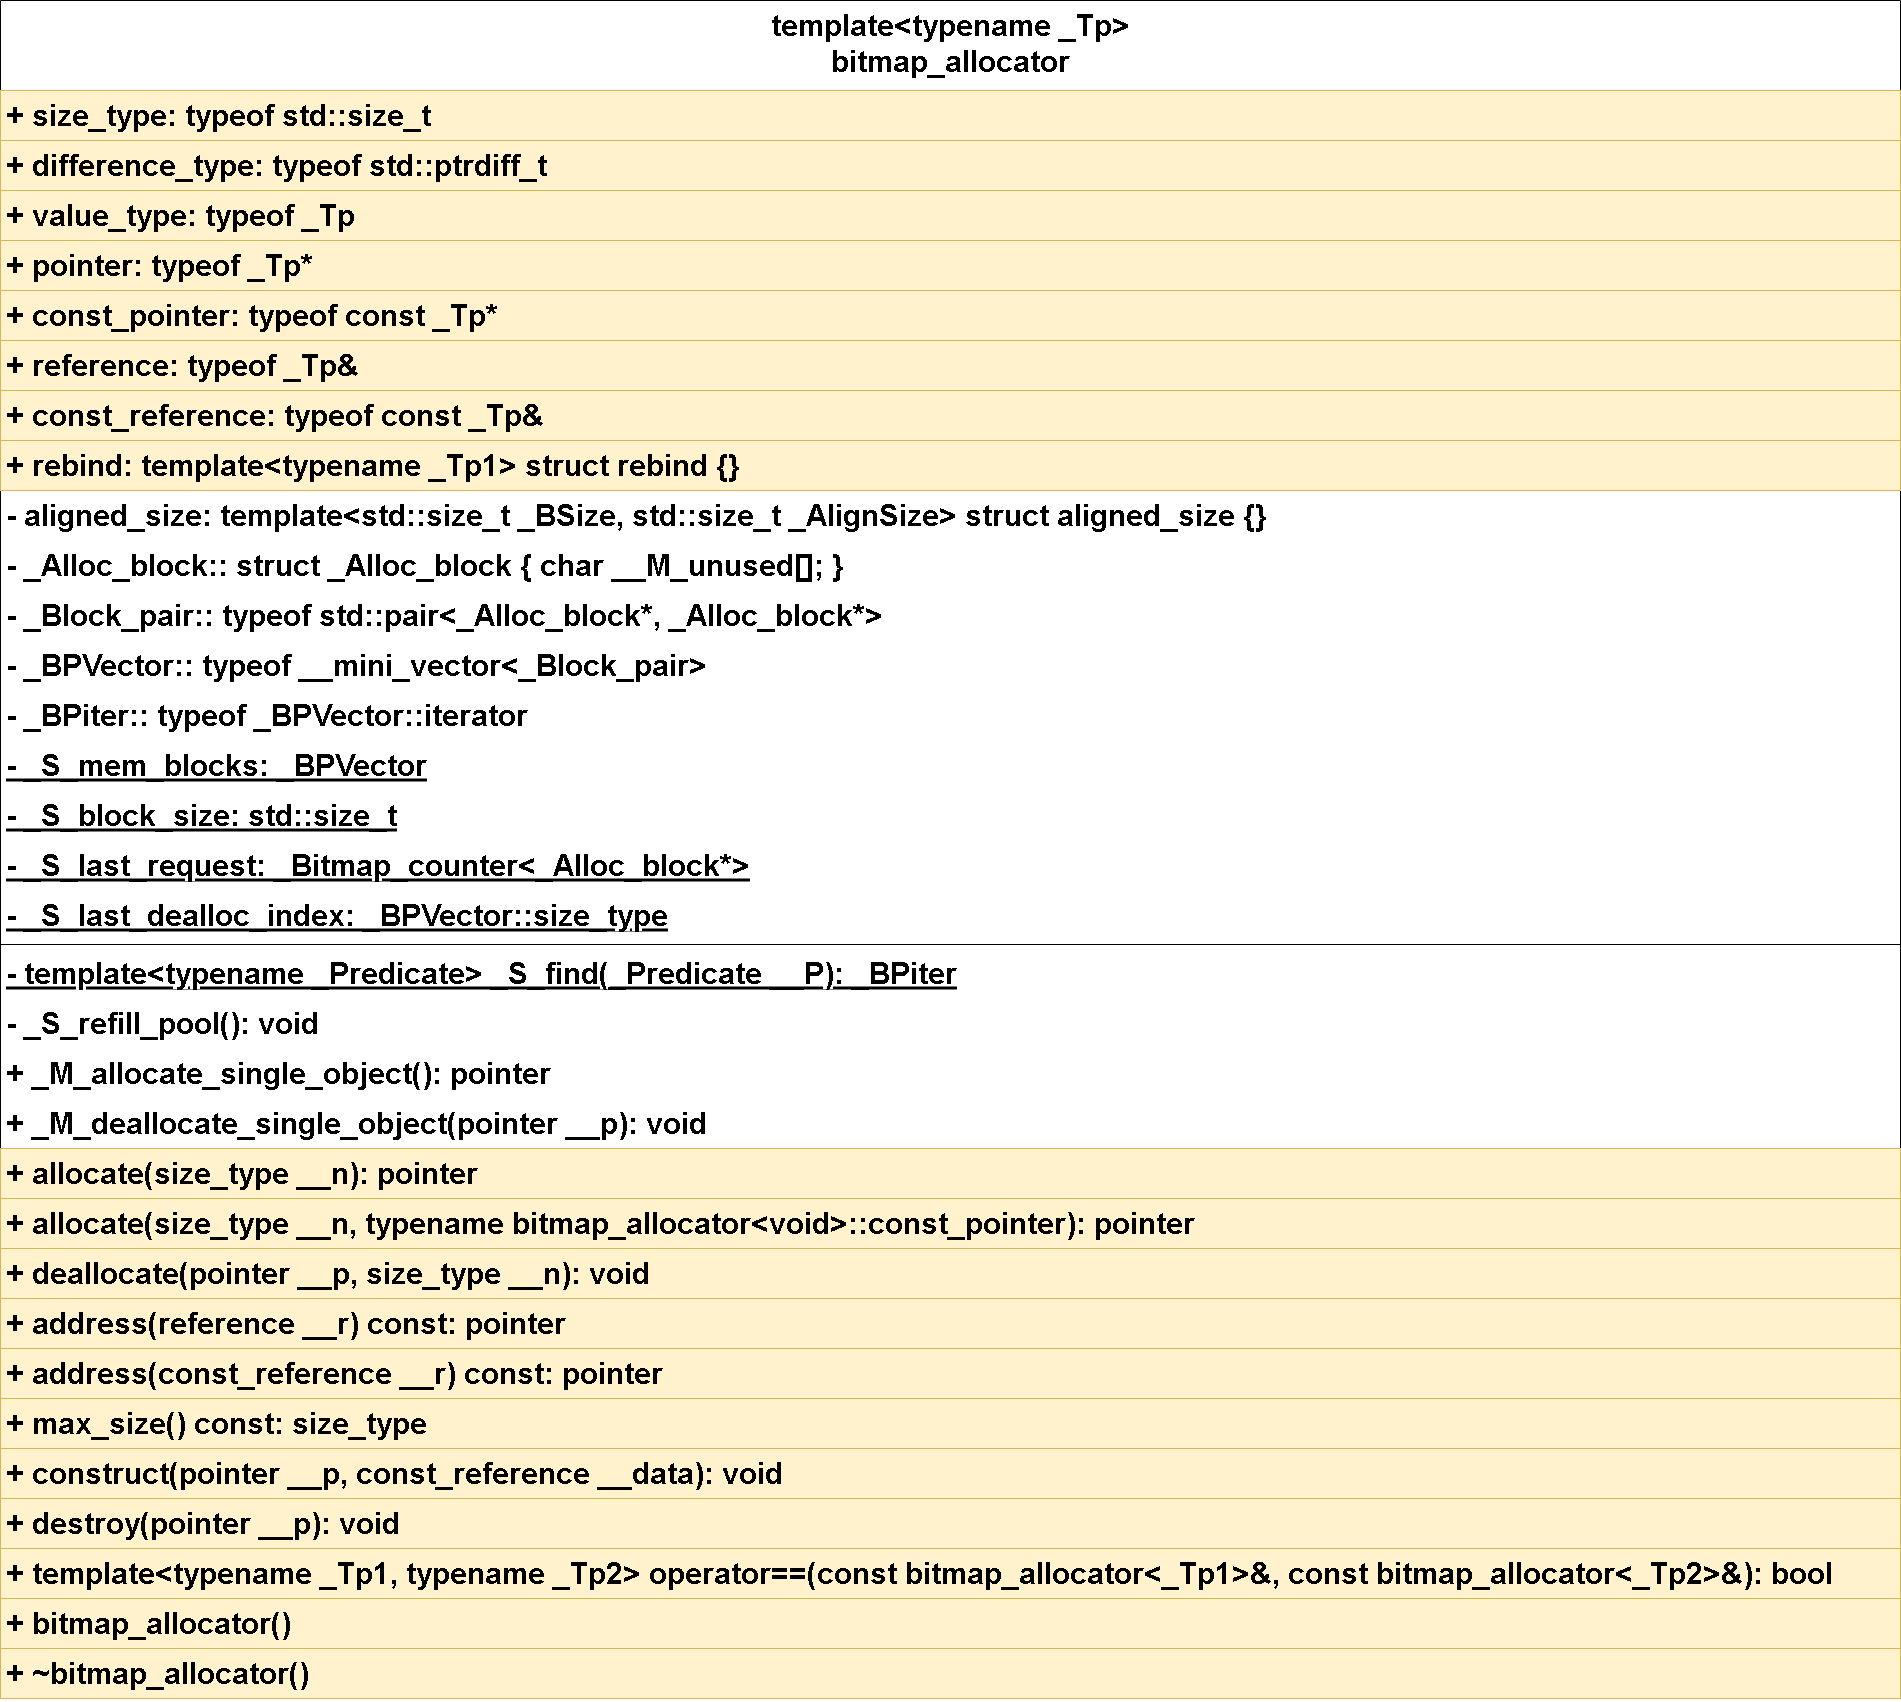 template<typename _Tp>
bitmap_allocator
+ size_type: typeof std::size_t
+ difference_type: typeof std::ptrdiff_t
+ value_type: typeof _Tp
+ pointer: typeof _Tp*
+ const_pointer: typeof const _Tp*
+ reference: typeof _Tp&
+ const_reference: typeof const _Tp&
+ rebind: template<typename _Tp1> struct rebind {}
- aligned_size: template<std::size_t _BSize, std::size_t _AlignSize> struct aligned_size {}
- _Alloc_block:: struct _Alloc_block { char __M_unused[]; }
- _Block_pair:: typeof std::pair<_Alloc_block*, _Alloc_block*>
- _BPVector:: typeof __mini_vector<_Block_pair>
- _BPiter:: typeof _BPVector::iterator
- _S_mem_blocks: _BPVector
- _S_block_size: std::size_t
- _S_last_request: _Bitmap_counter<_Alloc_block*>
- _S_last_dealloc_index: _BPVector::size_type
- template<typename _Predicate> _S_find(_Predicate __P): _BPiter
- _S_refill_pool(): void
+ _M_allocate_single_object(): pointer
+ _M_deallocate_single_object(pointer __p): void
+ allocate(size_type __n): pointer
+ allocate(size_type __n, typename bitmap_allocator<void>::const_pointer): pointer
+ deallocate(pointer __p, size_type __n): void
+ address(reference __r) const: pointer
+ address(const_reference __r) const: pointer
+ max_size() const: size_type
+ construct(pointer __p, const_reference __data): void
+ destroy(pointer __p): void
+ template<typename _Tp1, typename _Tp2> operator==(const bitmap_allocator<_Tp1>&, const bitmap_allocator<_Tp2>&): bool
+ bitmap_allocator()
+ ~bitmap_allocator()